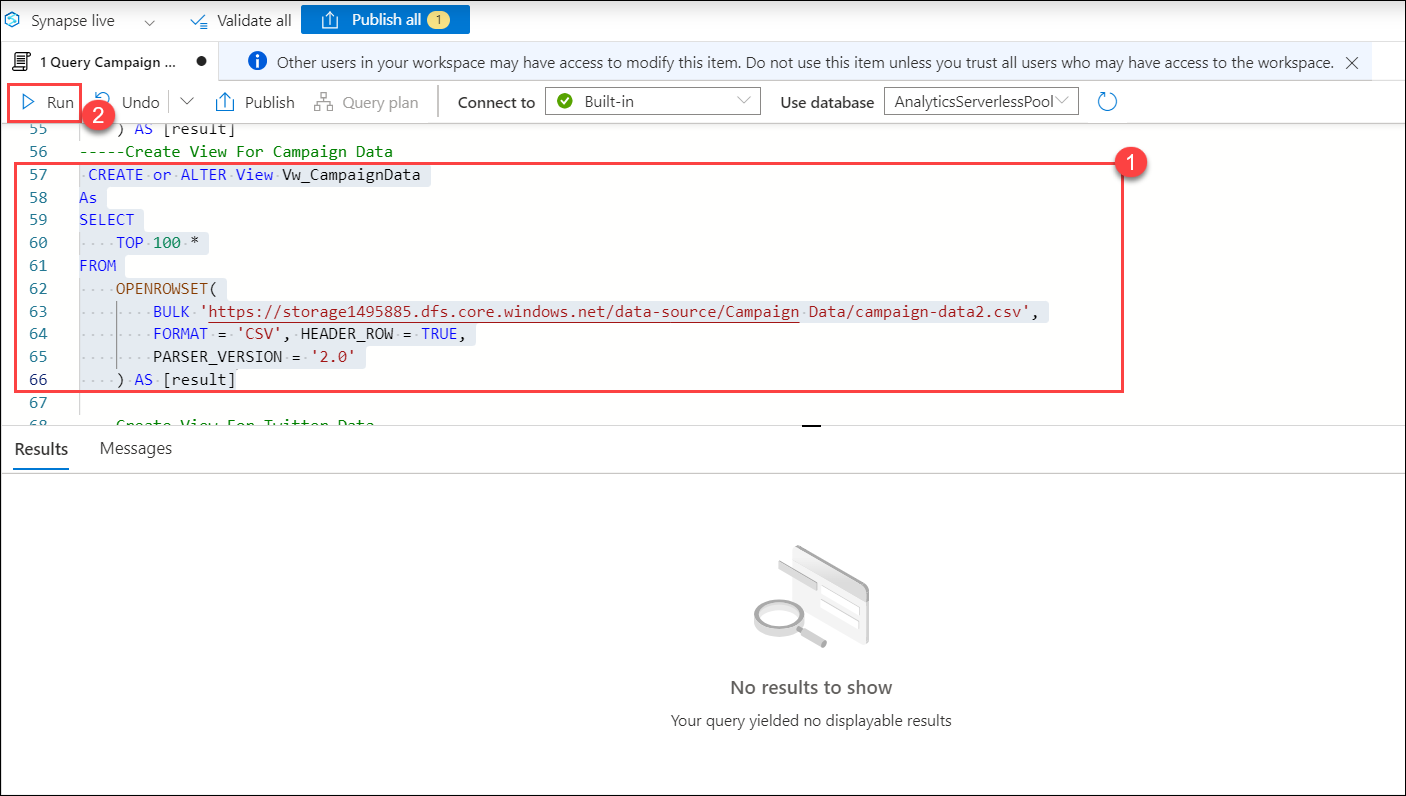 Synapse live Validate all Publish all 1
1 Query Campaign ... ● Other users in your workspace may have access to modify this item. Do not use this item unless you trust all users who may have access to the workspace.
Run 2 Undo Publish Query plan Connect to Built-in Use database AnalyticsServerlessPool
55 ) AS [result]
56 -----Create View For Campaign Data
1
57 CREATE or ALTER View Vw_CampaignData
58 As
59 SELECT
60 TOP 100 *
61 FROM
62 OPENROWSET(
63 BULK 'https://storage1495885.dfs.core.windows.net/data-source/Campaign Data/campaign-data2.csv',
64 FORMAT = 'CSV', HEADER_ROW = TRUE,
65 PARSER_VERSION = '2.0'
66 ) AS [result]
67
68 Create View For Twitter Data
Results Messages
No results to show
Your query yielded no displayable results